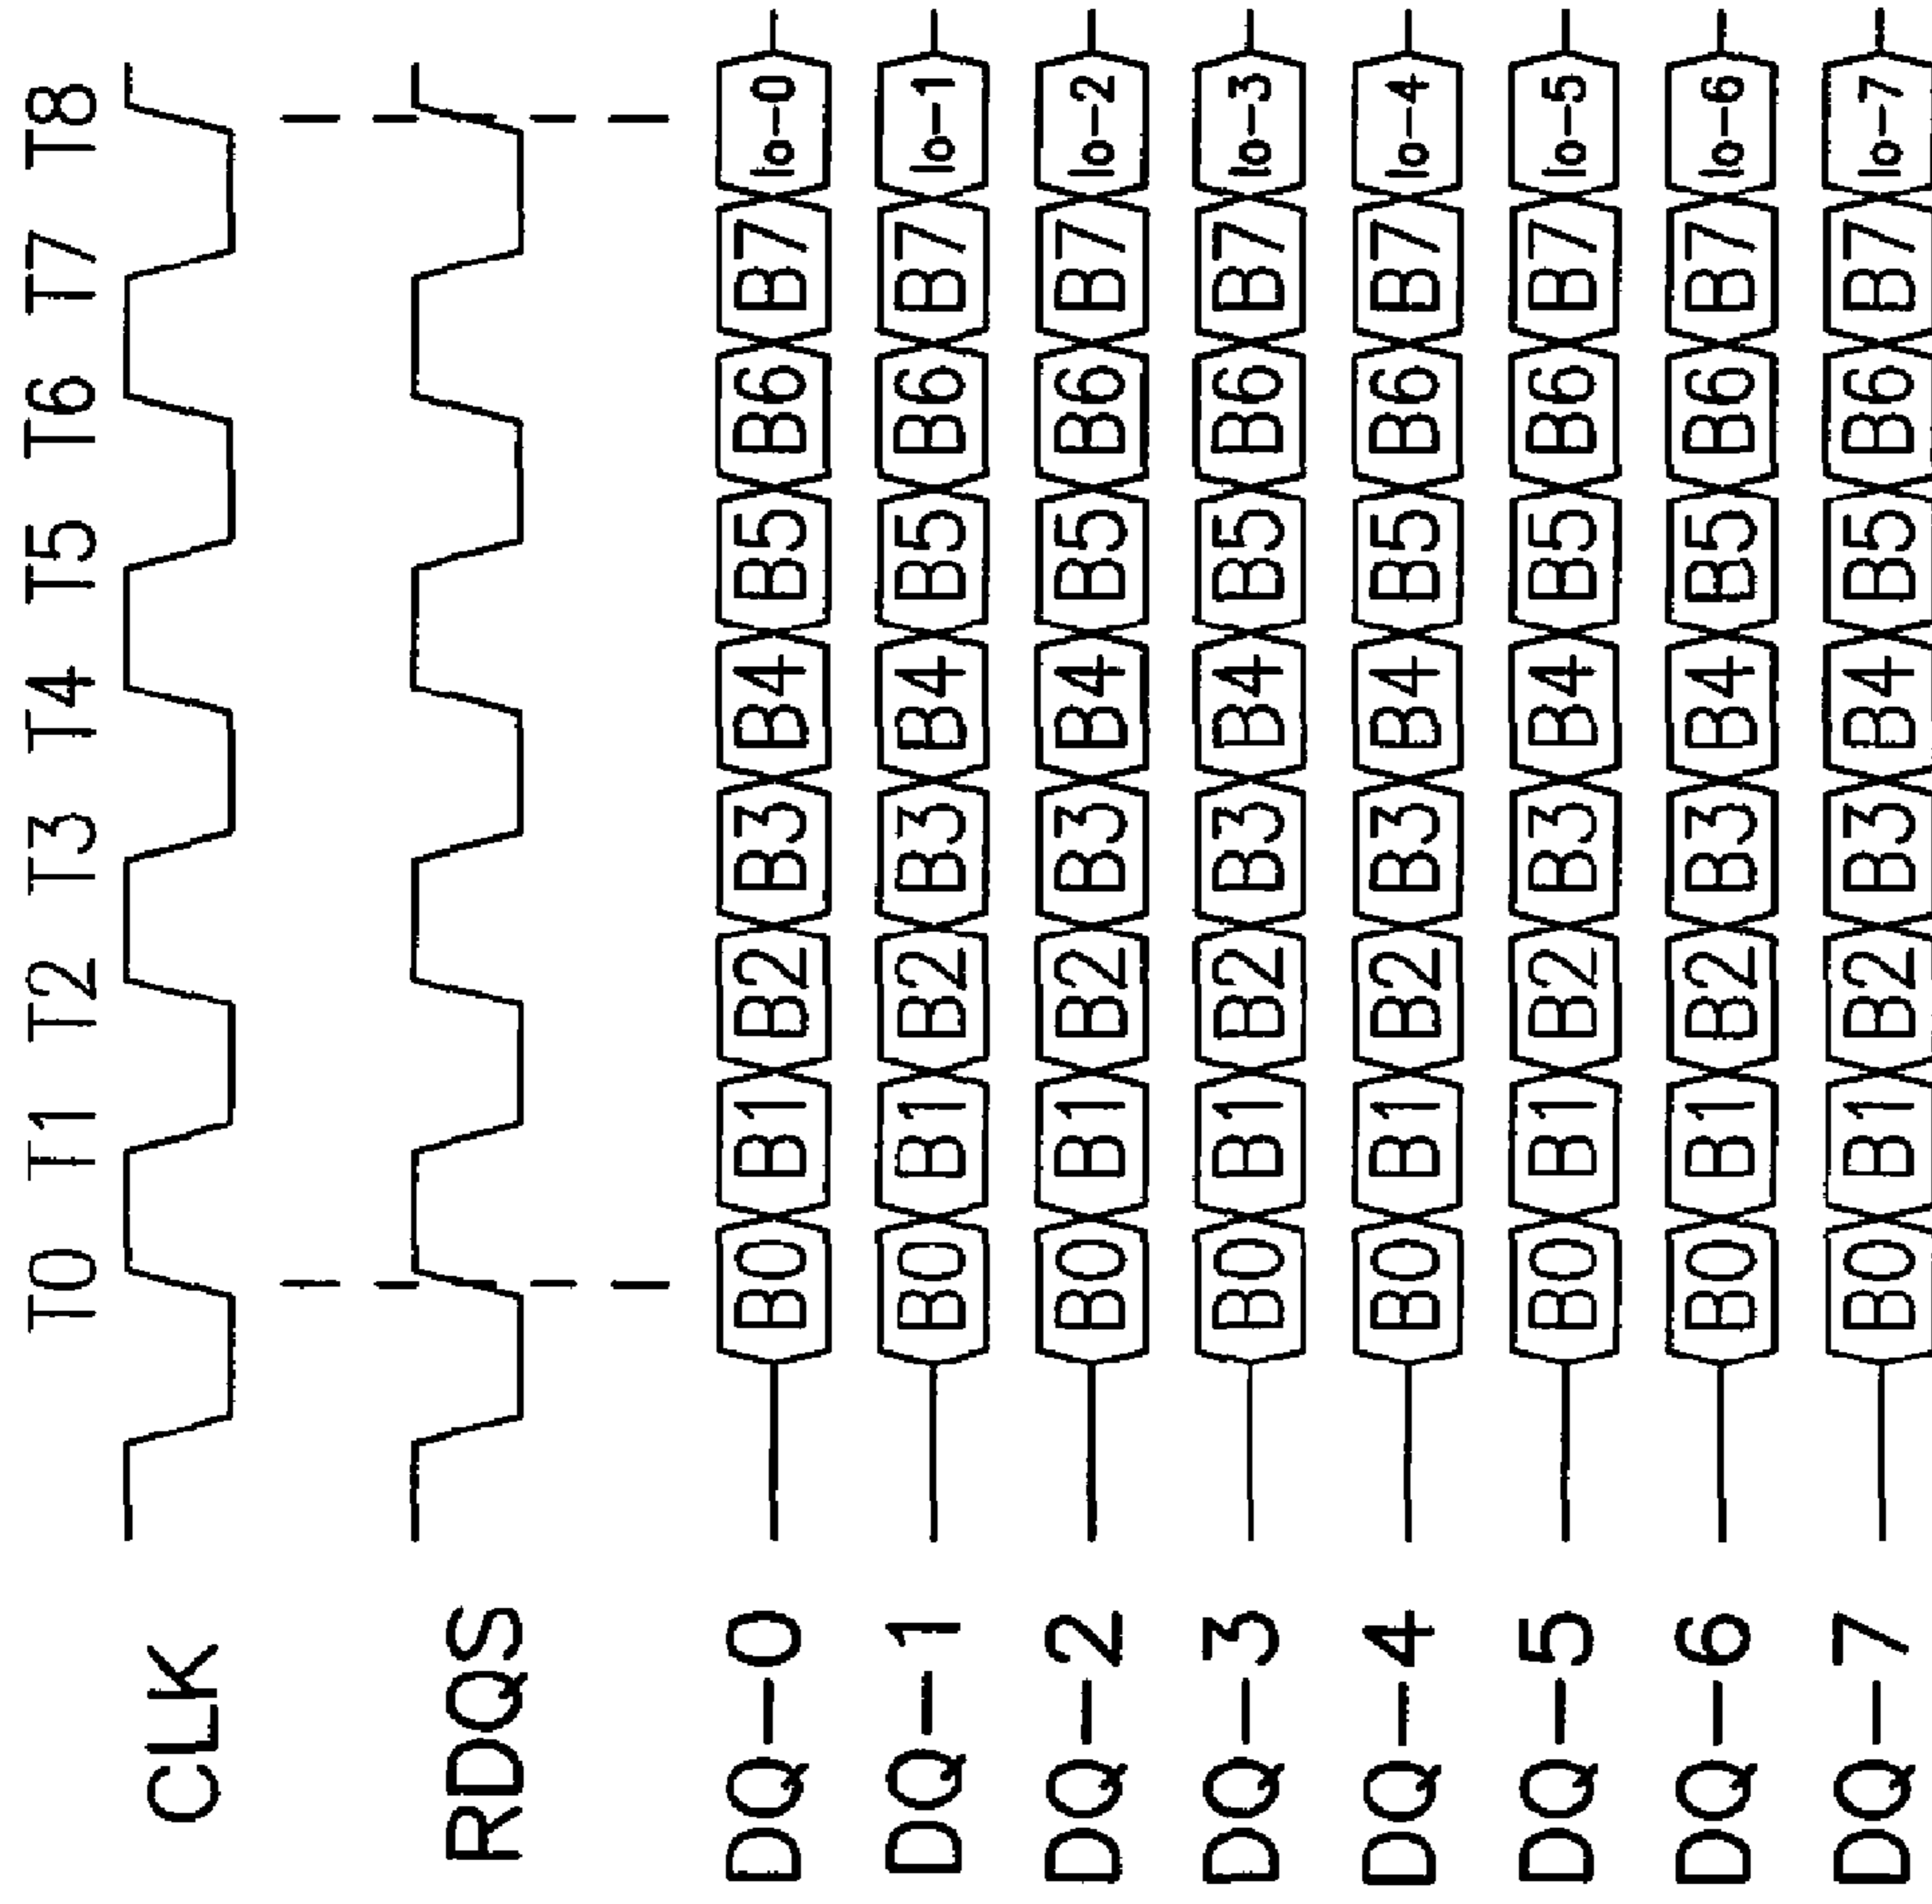 T0 T1 T2 T3 T4 T5 T6 T7 T8
CLK
RDQS
DQ-0 B0 B1 B2 B3 B4 B5 B6 B7 lo-0
DQ-1 B0 B1 B2 B3 B4 B5 B6 B7 lo-1
DQ-2 B0 B1 B2 B3 B4 B5 B6 B7 lo-2
DQ-3 B0 B1 B2 B3 B4 B5 B6 B7 lo-3
DQ-4 B0 B1 B2 B3 B4 B5 B6 B7 lo-4
DQ-5 B0 B1 B2 B3 B4 B5 B6 B7 lo-5
DQ-6 B0 B1 B2 B3 B4 B5 B6 B7 lo-6
DQ-7 B0 B1 B2 B3 B4 B5 B6 B7 lo-7